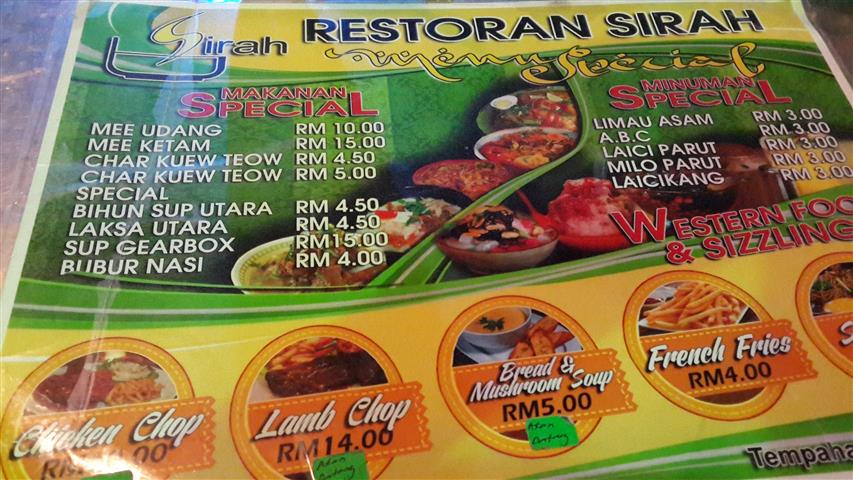 Sirah
RESTORAN SIRAH
Menu Special
MAKANAN
SPECIAL
MEE UDANG RM 10.00
MEE KETAM RM 15.00
CHAR KUEW TEOW RM 4.50
CHAR KUEW TEOW RM 5.00
SPECIAL
BIHUN SUP UTARA RM 4.50
LAKSA UTARA RM 4.50
SUP GEARBOX RM15.00
BUBUR NASI RM 4.00
MINUMAN
SPECIAL
LIMAU ASAM RM 3.00
A.B.C RM 3.00
LAICI PARUT RM 3.00
MILO PARUT RM 3.00
LAICIKANG RM 3.00
WESTERN
& SIZZLING
Chicken Chop
Lamb Chop
RM14.00
Bread &
Mushroom Soup
RM5.00
French Fries
RM4.00